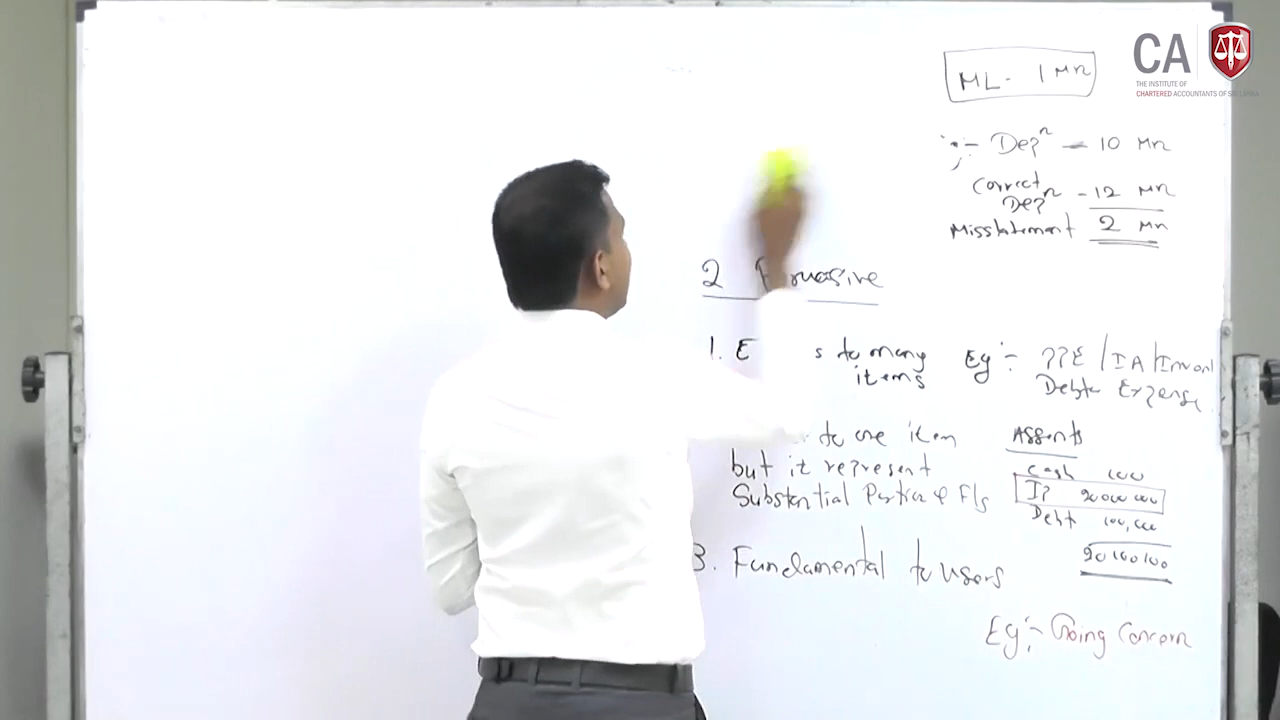 CA
THE INSTITUTE OF
CHARTERED ACCOUNTANTS OF SRI LANKA
ML - 1 Mn
Depⁿ - 10 Mn
Correct
Depⁿ - 12 Mn
Misstatement 2 Mn
2
1. E s to many Eg:- PPE / IA / Invent
items Debtor Expense
to one item Assents
but it represent Cash 100
Substantial Portion of F/s IP 90 000 000
Debt 100,000
90 100 100
3. Fundamental to users
Eg:- Going Concern